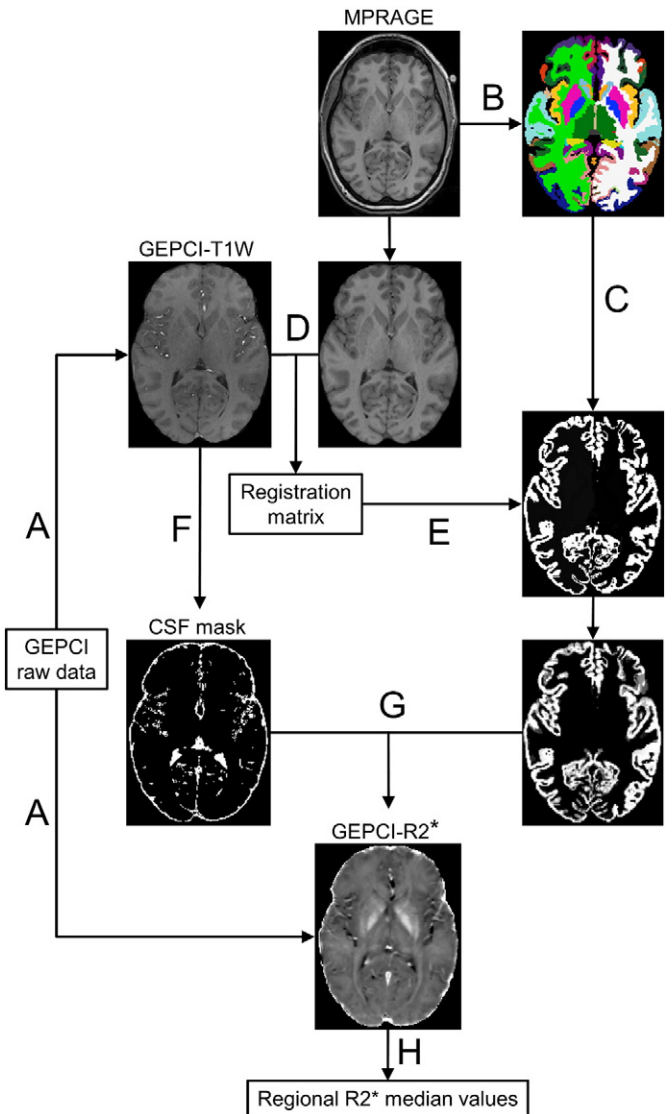 MPRAGE
B
GEPCI-T1W
C
D
Registration
matrix
A
F
E
CSF mask
GEPCI
raw data
G
A
GEPCI-R2*
H
Regional R2* median values